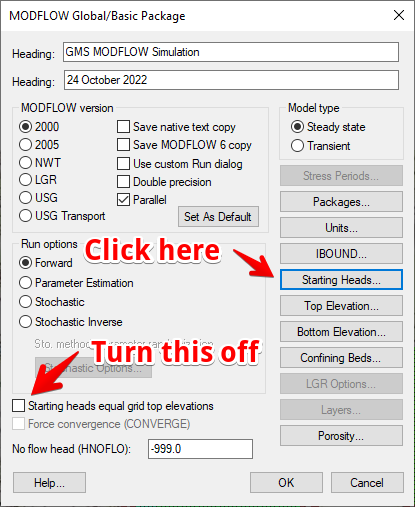 MODFLOW Global/Basic Package
Heading: GMS MODFLOW Simulation
Heading: 24 October 2022
MODFLOW version
2000
2005
NWT
LGR
USG
USG Transport
Save native text copy
Save MODFLOW 6 copy
Use custom Run dialog
Double precision
Parallel
Set As Default
Model type
Steady state
Transient
Stress Periods...
Packages...
Units...
IBOUND...
Starting Heads...
Top Elevation...
Bottom Elevation...
Confining Beds...
LGR Options...
Layers...
Porosity...
Click here
Run options
Forward
Parameter Estimation
Stochastic
Stochastic Inverse
Sto. method
Turn this off
Stochastic Options...
Starting heads equal grid top elevations
Force convergence (CONVERGE)
No flow head (HNOFLO): -999.0
Help...
OK
Cancel